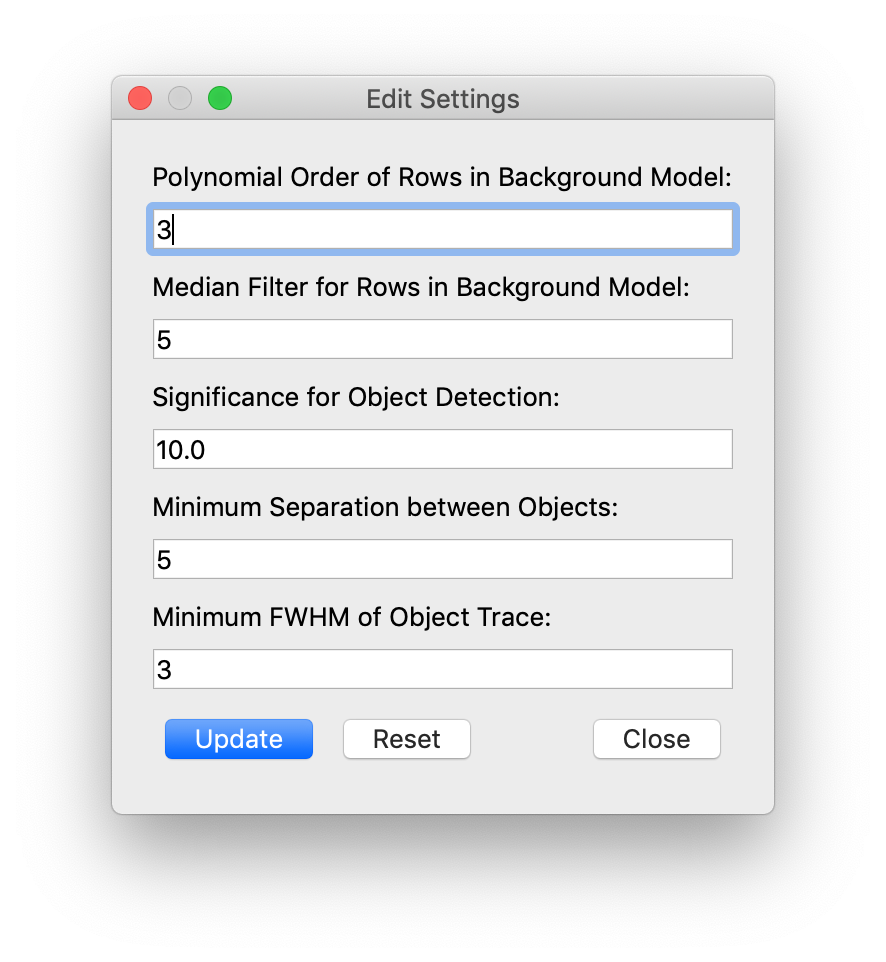 Edit Settings
Polynomial Order of Rows in Background Model:
3
Median Filter for Rows in Background Model:
5
Significance for Object Detection:
10.0
Minimum Separation between Objects:
5
Minimum FWHM of Object Trace:
3
Update Reset Close